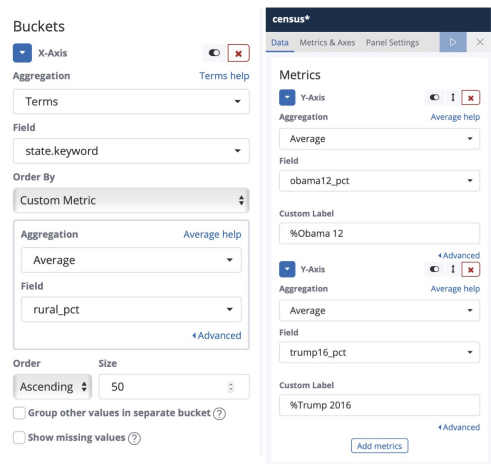 Buckets
X-Axis
Aggregation Terms help
Terms
Field
state.keyword
Order By
Custom Metric
Aggregation Average help
Average
Field
rural_pct
Advanced
Order Size
Ascending 50
Group other values in separate bucket ?
Show missing values ?
census*
Data Metrics & Axes Panel Settings
Metrics
Y-Axis
Aggregation Average help
Average
Field
obama12_pct
Custom Label
%Obama 12
Advanced
Y-Axis
Aggregation Average help
Average
Field
trump16_pct
Custom Label
%Trump 2016
Advanced
Add metrics